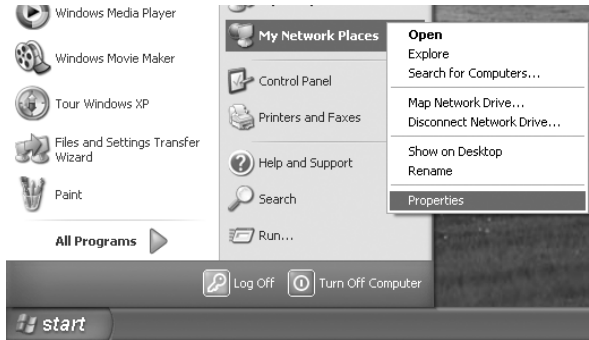 Windows Media Player
Windows Movie Maker
Tour Windows XP
Files and Settings Transfer
Wizard
Paint
All Programs
My Network Places
Control Panel
Printers and Faxes
Help and Support
Search
Run...
Open
Explore
Search for Computers...
Map Network Drive...
Disconnect Network Drive...
Show on Desktop
Rename
Properties
Log Off
Turn Off Computer
start